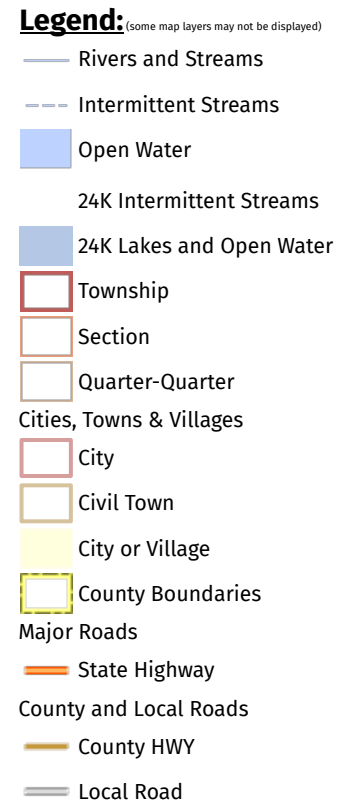 Legend: (some map layers may not be displayed)
Rivers and Streams
Intermittent Streams
Open Water
24K Intermittent Streams
24K Lakes and Open Water
Township
Section
Quarter-Quarter
Cities, Towns & Villages
City
Civil Town
City or Village
County Boundaries
Major Roads
State Highway
County and Local Roads
County HWY
Local Road